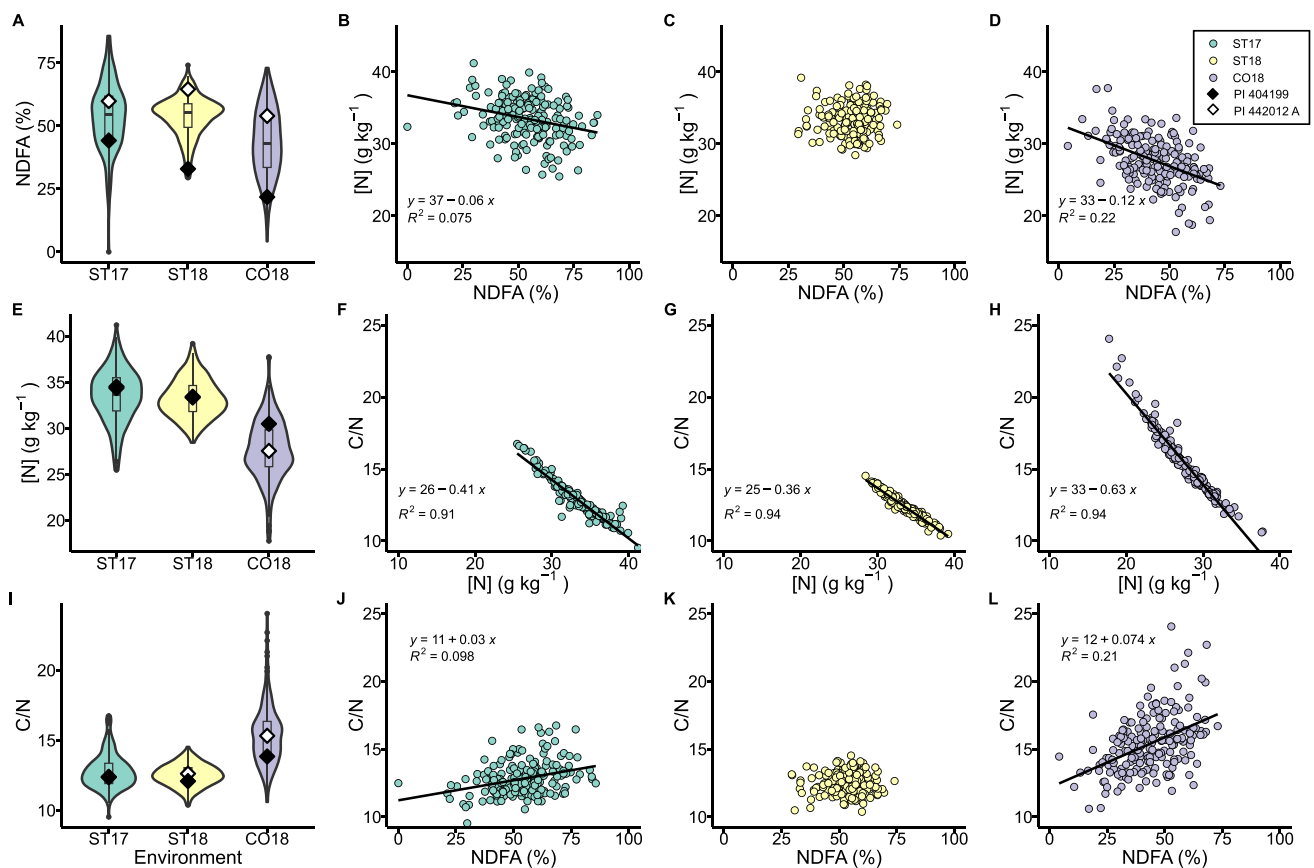 A
NDFA (%)
75
50
25
0
ST17 ST18 CO18
B
[N] (g kg⁻¹)
40
30
20
y = 37 − 0.06 x
R² = 0.075
0 25 50 75 100
NDFA (%)
C
[N] (g kg⁻¹)
40
30
20
0 25 50 75 100
NDFA (%)
D
[N] (g kg⁻¹)
40
30
20
y = 33 − 0.12 x
R² = 0.22
0 25 50 75 100
NDFA (%)
ST17
ST18
CO18
PI 404199
PI 442012 A
E
[N] (g kg⁻¹)
40
35
30
25
20
ST17 ST18 CO18
F
C/N
25
20
15
10
y = 26 − 0.41 x
R² = 0.91
10 20 30 40
[N] (g kg⁻¹)
G
C/N
25
20
15
10
y = 25 − 0.36 x
R² = 0.94
10 20 30 40
[N] (g kg⁻¹)
H
C/N
25
20
15
10
y = 33 − 0.63 x
R² = 0.94
10 20 30 40
[N] (g kg⁻¹)
I
C/N
25
20
15
10
ST17 ST18 CO18
Environment
J
C/N
25
20
15
10
y = 11 + 0.03 x
R² = 0.098
0 25 50 75 100
NDFA (%)
K
C/N
25
20
15
10
0 25 50 75 100
NDFA (%)
L
C/N
25
20
15
10
y = 12 + 0.074 x
R² = 0.21
0 25 50 75 100
NDFA (%)